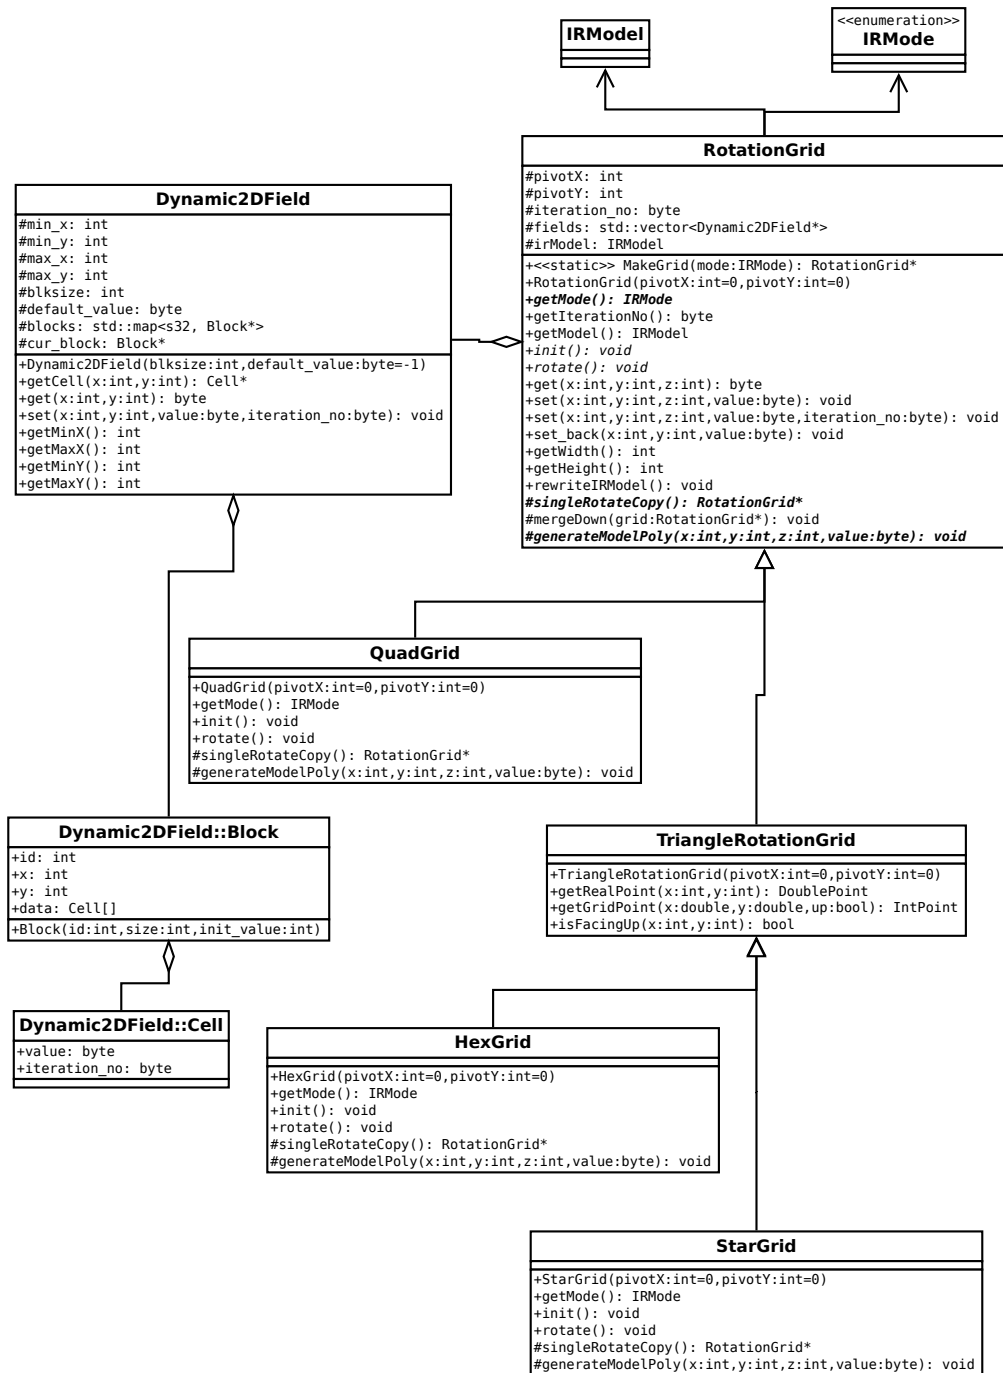 IRModel
<<enumeration>>
IRMode
RotationGrid
#pivotX: int
#pivotY: int
#iteration_no: byte
#fields: std::vector<Dynamic2DField*>
#irModel: IRModel
+<<static>> MakeGrid(mode:IRMode): RotationGrid*
+RotationGrid(pivotX:int=0,pivotY:int=0)
+getMode(): IRMode
+getIterationNo(): byte
+getModel(): IRModel
+init(): void
+rotate(): void
+get(x:int,y:int,z:int): byte
+set(x:int,y:int,z:int,value:byte): void
+set(x:int,y:int,z:int,value:byte,iteration_no:byte): void
+set_back(x:int,y:int,value:byte): void
+getWidth(): int
+getHeight(): int
+rewriteIRModel(): void
#singleRotateCopy(): RotationGrid*
#mergeDown(grid:RotationGrid*): void
#generateModelPoly(x:int,y:int,z:int,value:byte): void
Dynamic2DField
#min_x: int
#min_y: int
#max_x: int
#max_y: int
#blksize: int
#default_value: byte
#blocks: std::map<s32, Block*>
#cur_block: Block*
+Dynamic2DField(blksize:int,default_value:byte=-1)
+getCell(x:int,y:int): Cell*
+get(x:int,y:int): byte
+set(x:int,y:int,value:byte,iteration_no:byte): void
+getMinX(): int
+getMaxX(): int
+getMinY(): int
+getMaxY(): int
QuadGrid
+QuadGrid(pivotX:int=0,pivotY:int=0)
+getMode(): IRMode
+init(): void
+rotate(): void
#singleRotateCopy(): RotationGrid*
#generateModelPoly(x:int,y:int,z:int,value:byte): void
Dynamic2DField::Block
+id: int
+x: int
+y: int
+data: Cell[]
+Block(id:int,size:int,init_value:int)
TriangleRotationGrid
+TriangleRotationGrid(pivotX:int=0,pivotY:int=0)
+getRealPoint(x:int,y:int): DoublePoint
+getGridPoint(x:double,y:double,up:bool): IntPoint
+isFacingUp(x:int,y:int): bool
Dynamic2DField::Cell
+value: byte
+iteration_no: byte
HexGrid
+HexGrid(pivotX:int=0,pivotY:int=0)
+getMode(): IRMode
+init(): void
+rotate(): void
#singleRotateCopy(): RotationGrid*
#generateModelPoly(x:int,y:int,z:int,value:byte): void
StarGrid
+StarGrid(pivotX:int=0,pivotY:int=0)
+getMode(): IRMode
+init(): void
+rotate(): void
#singleRotateCopy(): RotationGrid*
#generateModelPoly(x:int,y:int,z:int,value:byte): void